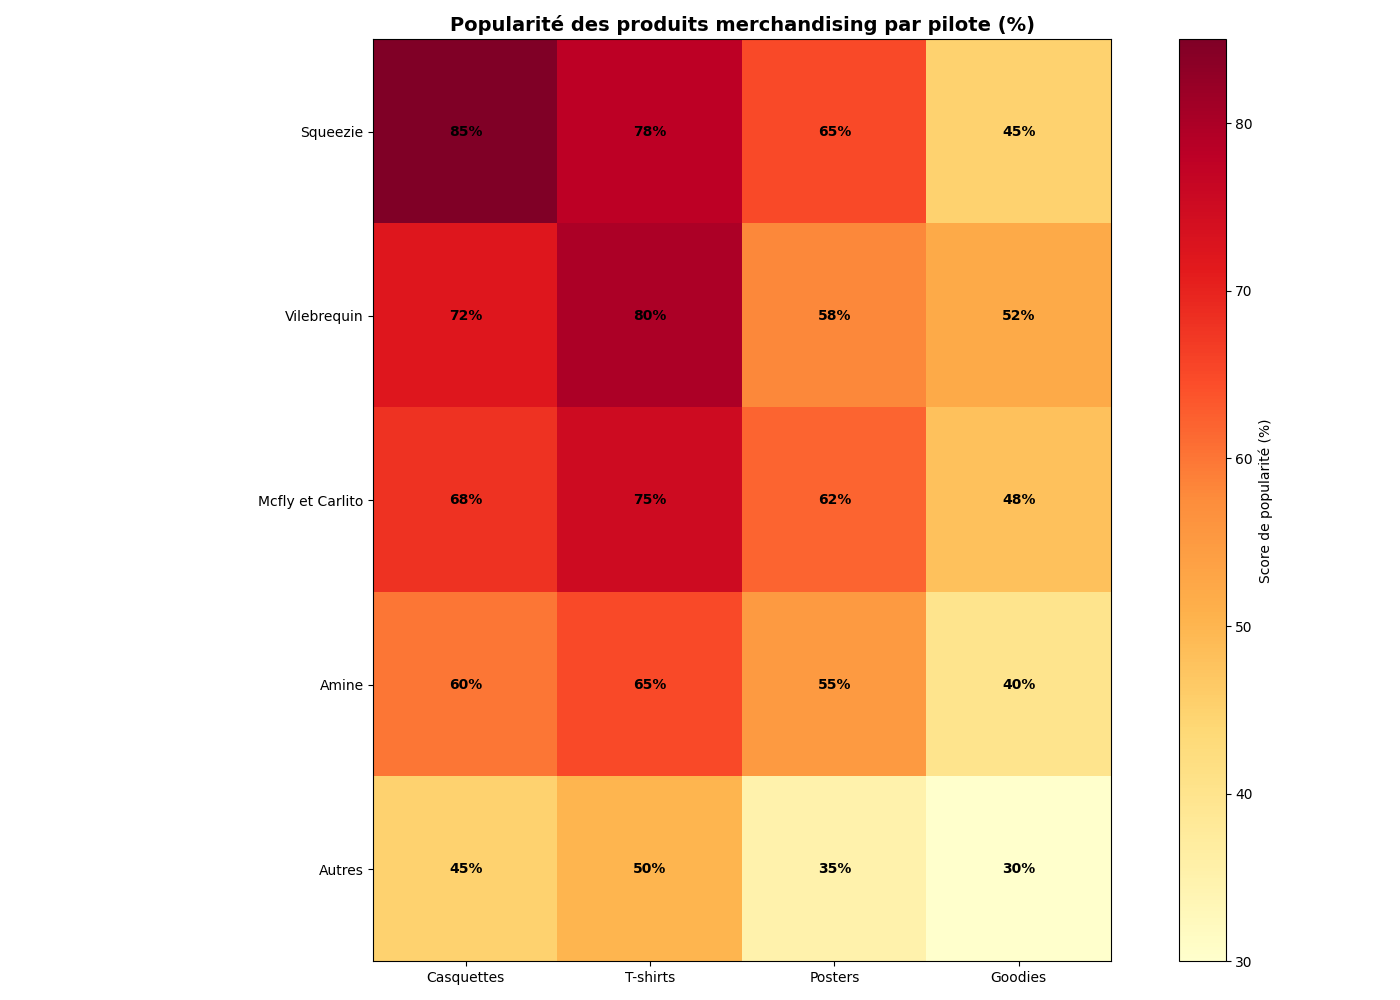 Popularité des produits merchandising par pilote (%)
Squeezie 85% 78% 65% 45%
Vilebrequin 72% 80% 58% 52%
Mcfly et Carlito 68% 75% 62% 48%
Amine 60% 65% 55% 40%
Autres 45% 50% 35% 30%
Casquettes T-shirts Posters Goodies
80
70
60
50
40
30
Score de popularité (%)